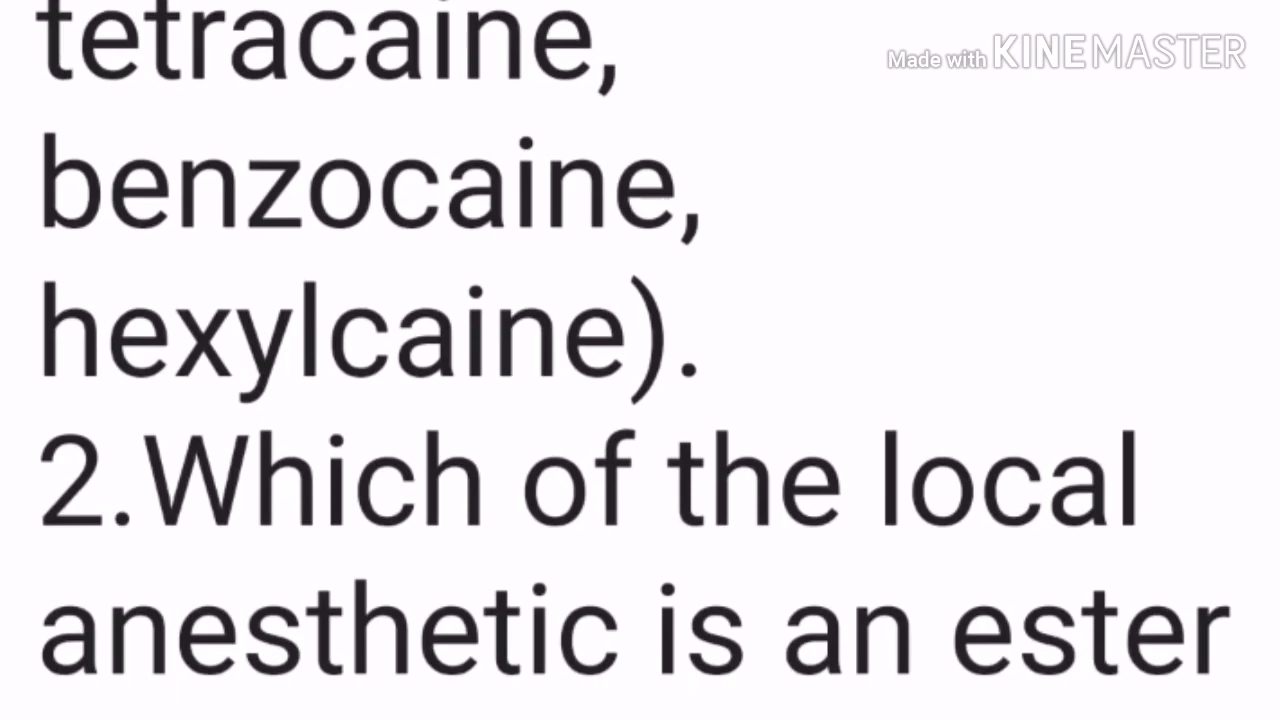 tetracaine,
Made with KINEMASTER
benzocaine,
hexylcaine).
2.Which of the local
anesthetic is an ester